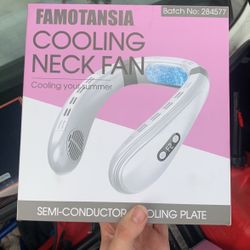 FAMOTANSIA
Batch No: 284577
COOLING
NECK FAN
Cooling your summer
SEMI-CONDUCTOR COOLING PLATE